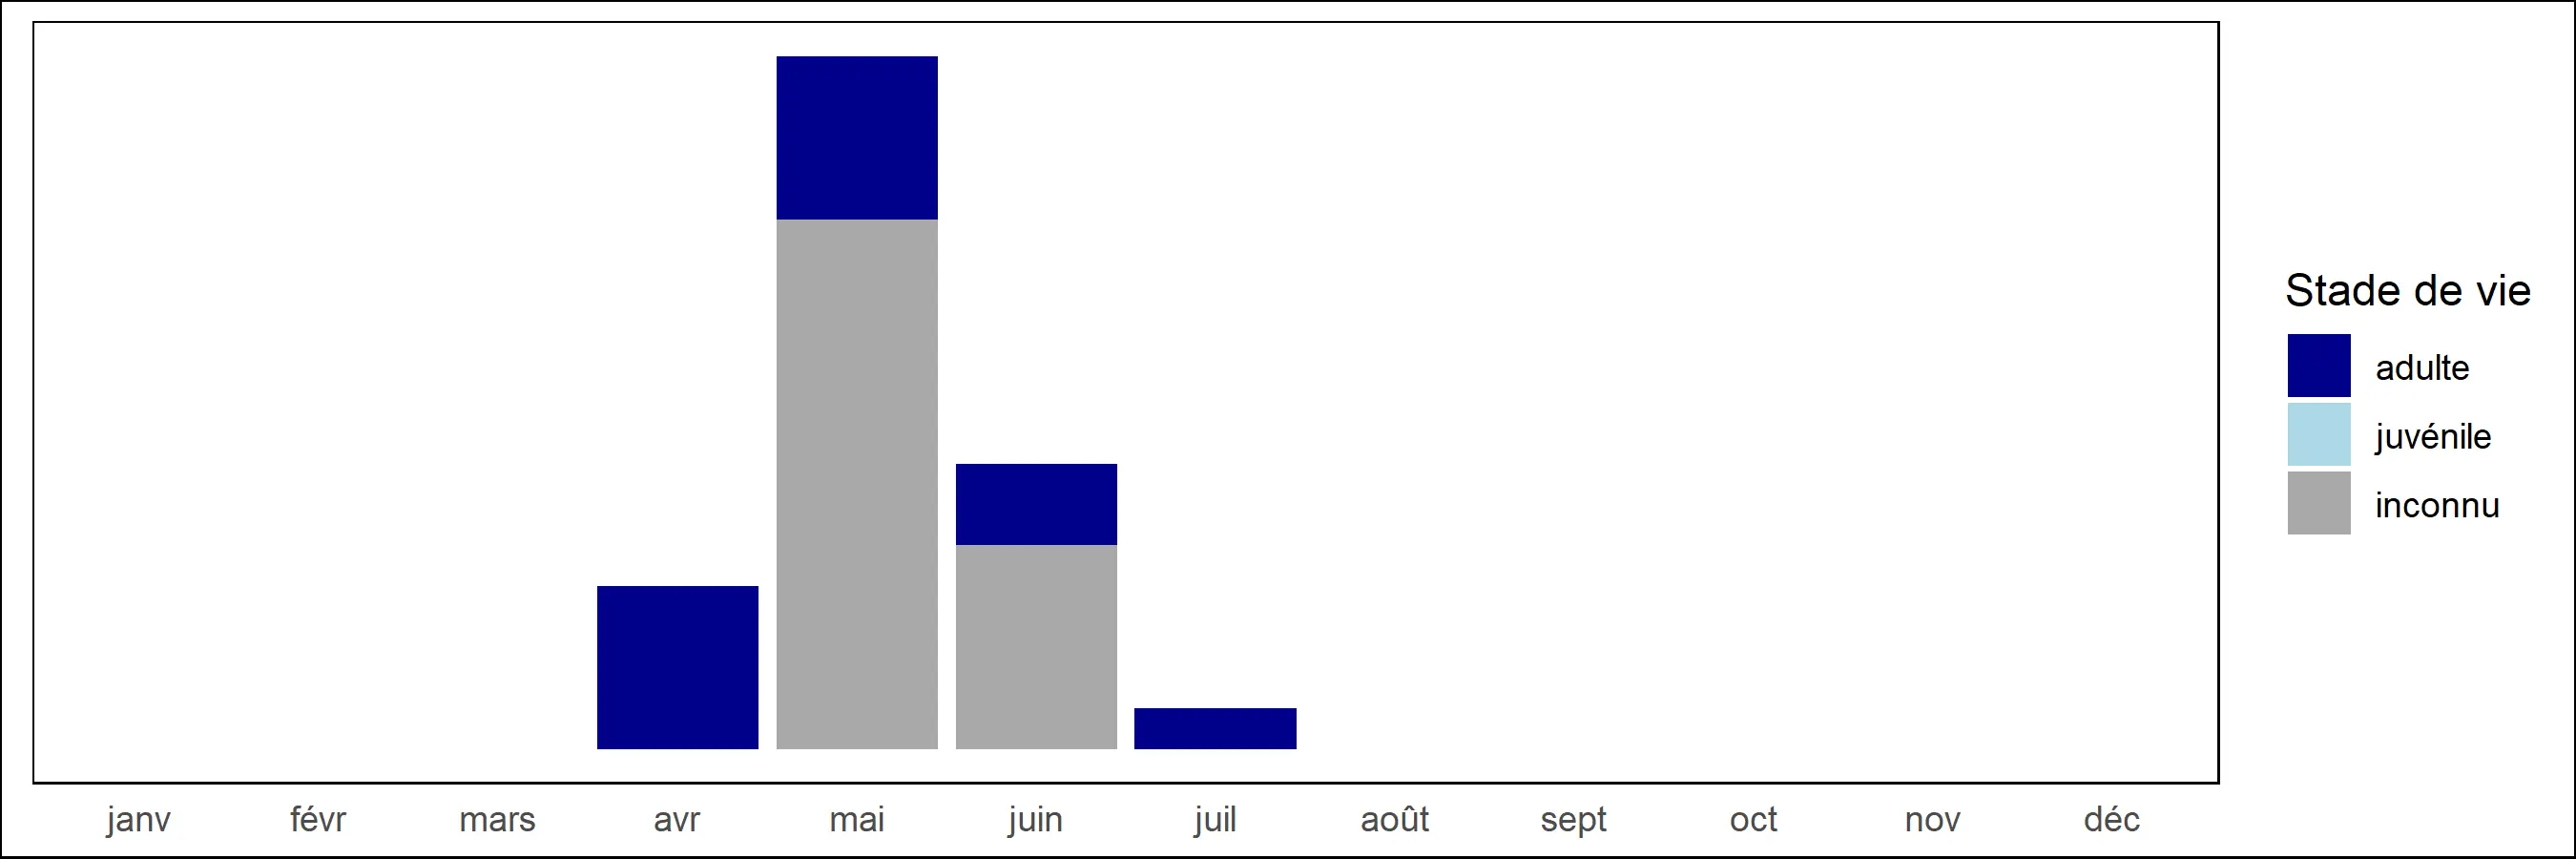 Stade de vie
adulte
juvénile
inconnu
janv févr mars avr mai juin juil août sept oct nov déc